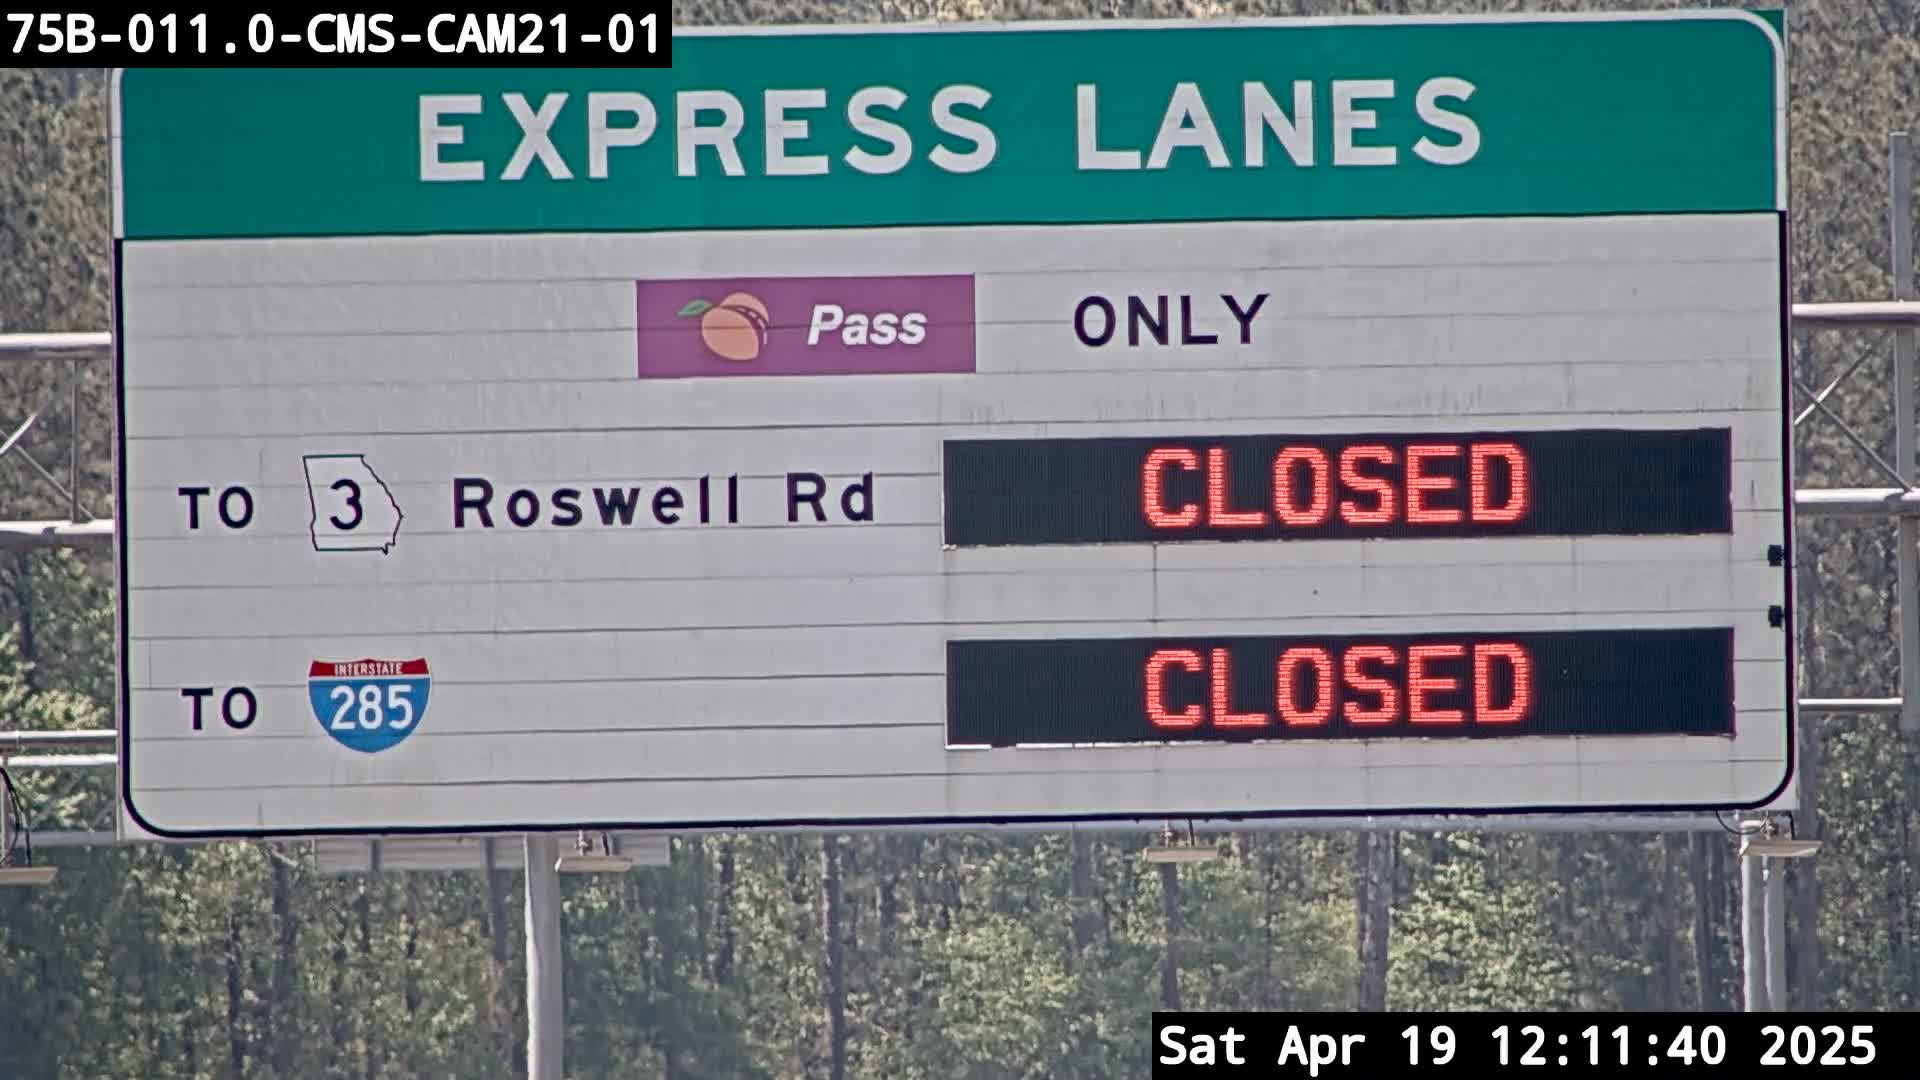 75B-011.0-CMS-CAM21-01
EXPRESS LANES
Pass ONLY
TO 3 Roswell Rd CLOSED
INTERSTATE
TO 285 CLOSED
Sat Apr 19 12:11:40 2025